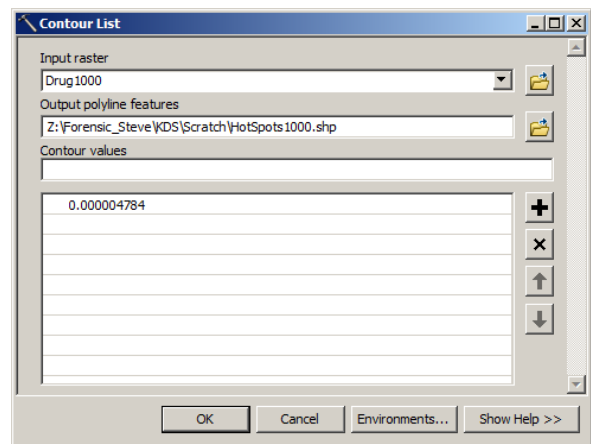 Contour List
Input raster
Drug1000
Output polyline features
Z:\Forensic_Steve\KDS\Scratch\HotSpots1000.shp
Contour values
0.000004784
OK Cancel Environments... Show Help >>